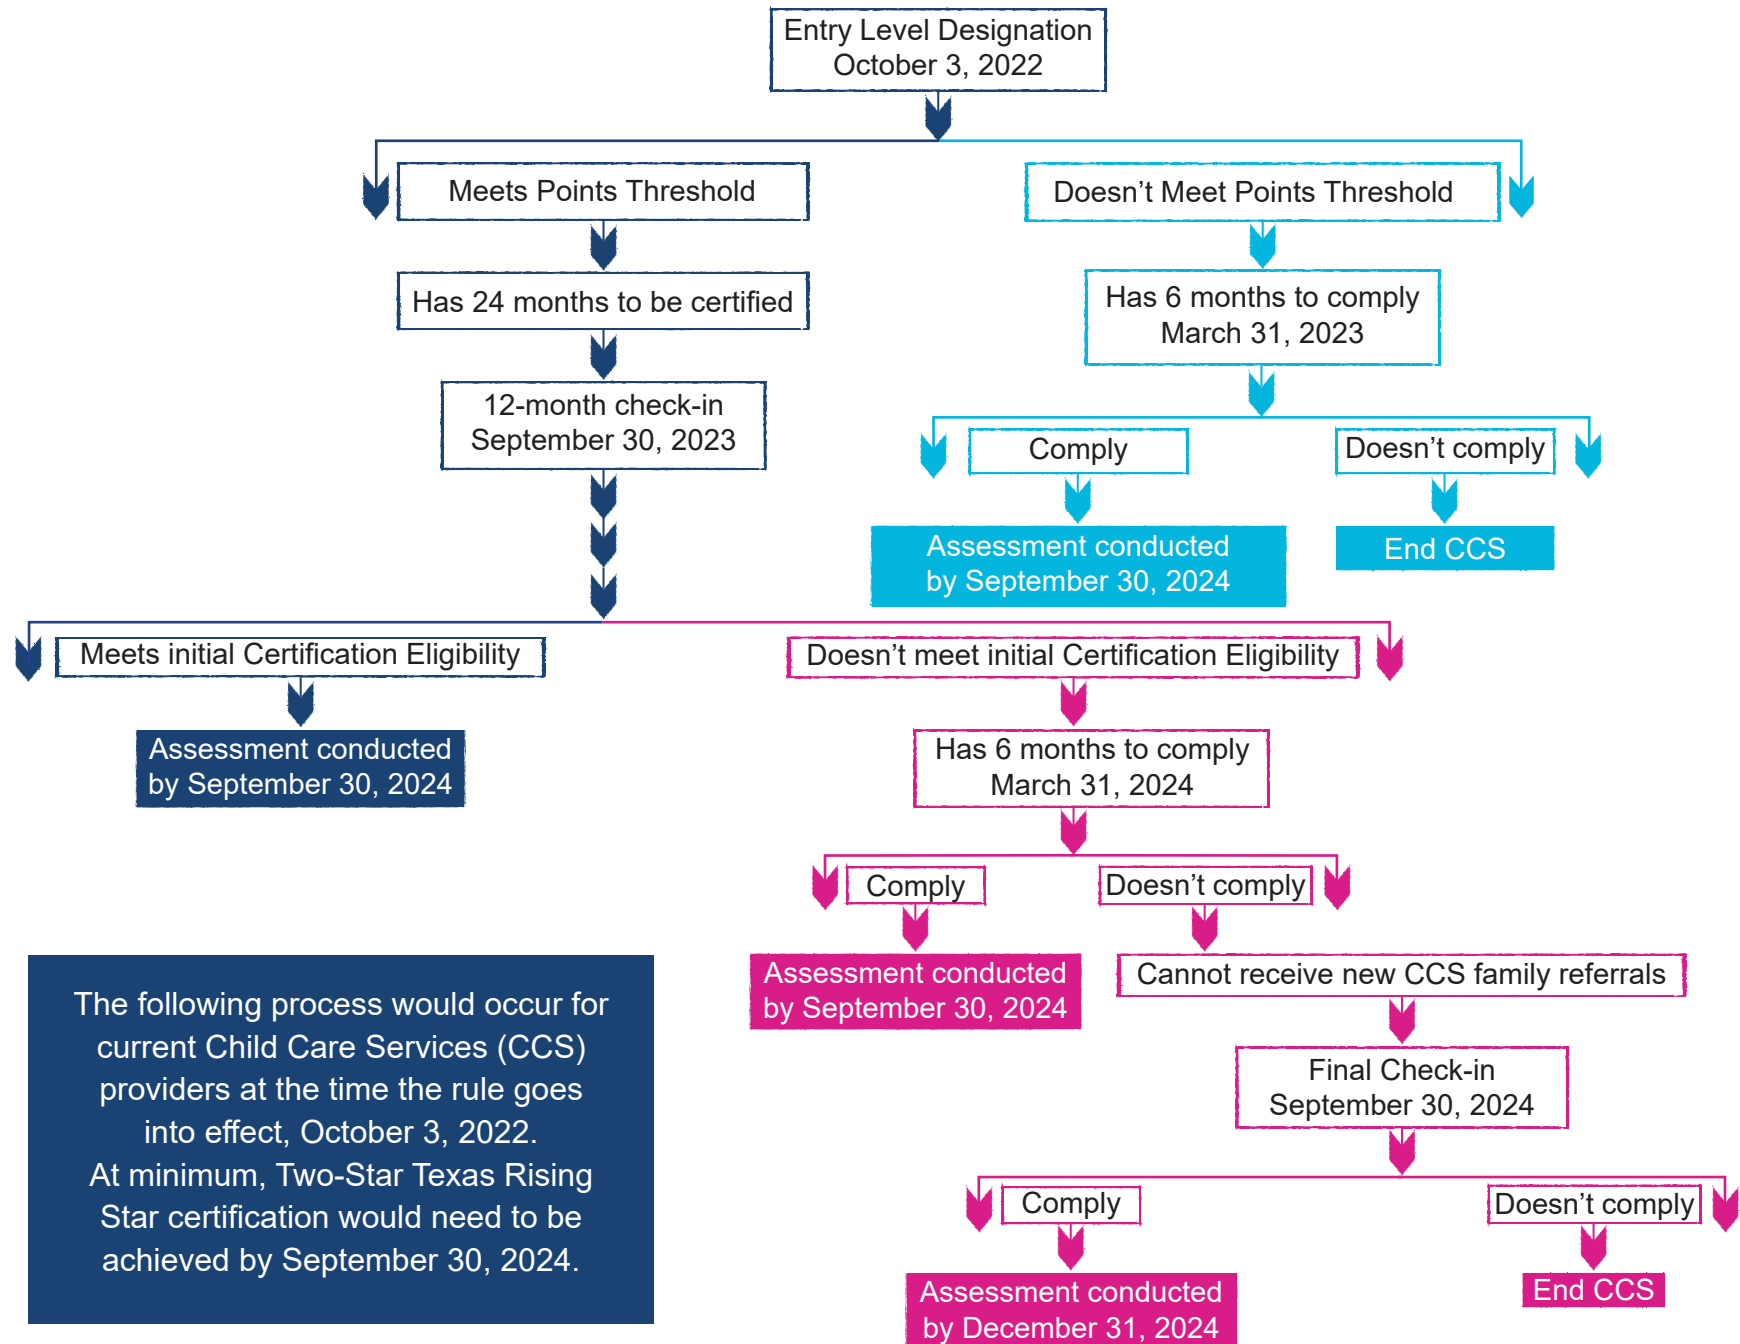 Entry Level Designation
October 3, 2022
Meets Points Threshold
Doesn't Meet Points Threshold
Has 24 months to be certified
Has 6 months to comply
March 31, 2023
12-month check-in
September 30, 2023
Comply
Doesn't comply
Assessment conducted
by September 30, 2024
End CCS
Meets initial Certification Eligibility
Doesn't meet initial Certification Eligibility
Assessment conducted
by September 30, 2024
Has 6 months to comply
March 31, 2024
Comply
Doesn't comply
Assessment conducted
by September 30, 2024
Cannot receive new CCS family referrals
Final Check-in
September 30, 2024
Comply
Doesn't comply
Assessment conducted
by December 31, 2024
End CCS
The following process would occur for
current Child Care Services (CCS)
providers at the time the rule goes
into effect, October 3, 2022.
At minimum, Two-Star Texas Rising
Star certification would need to be
achieved by September 30, 2024.